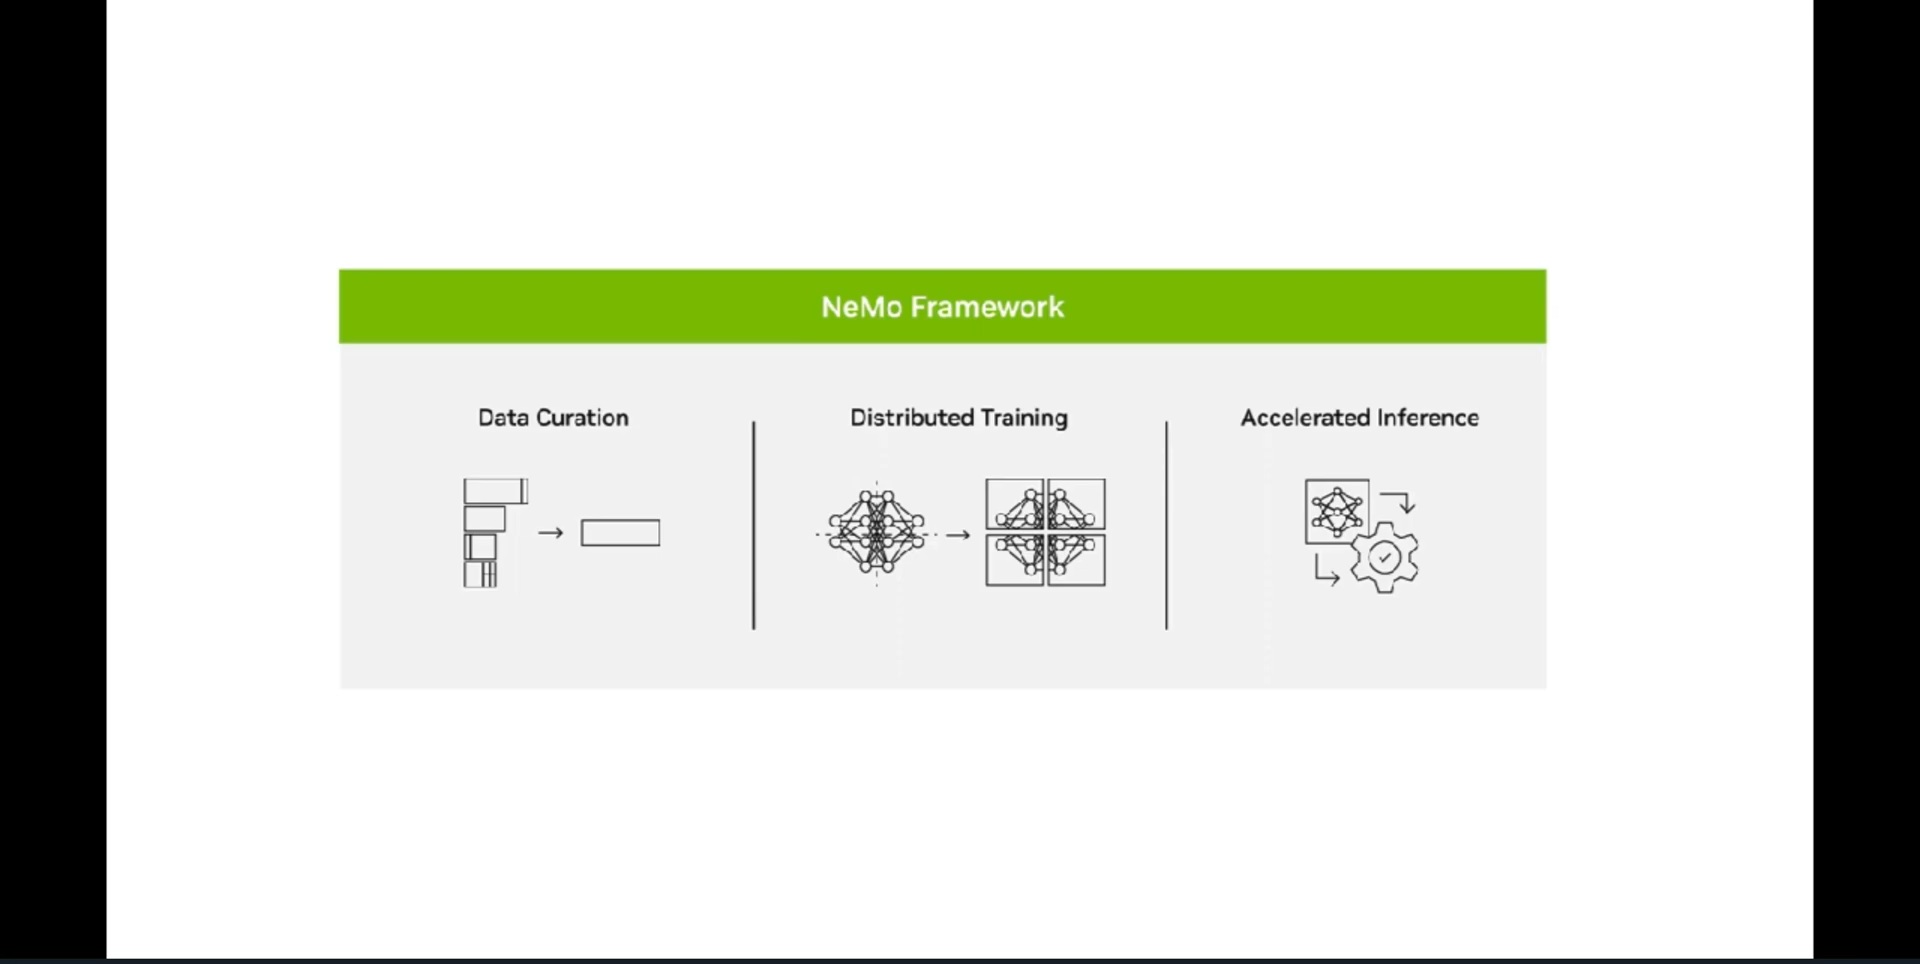 NeMo Framework
Data Curation
Distributed Training
Accelerated Inference